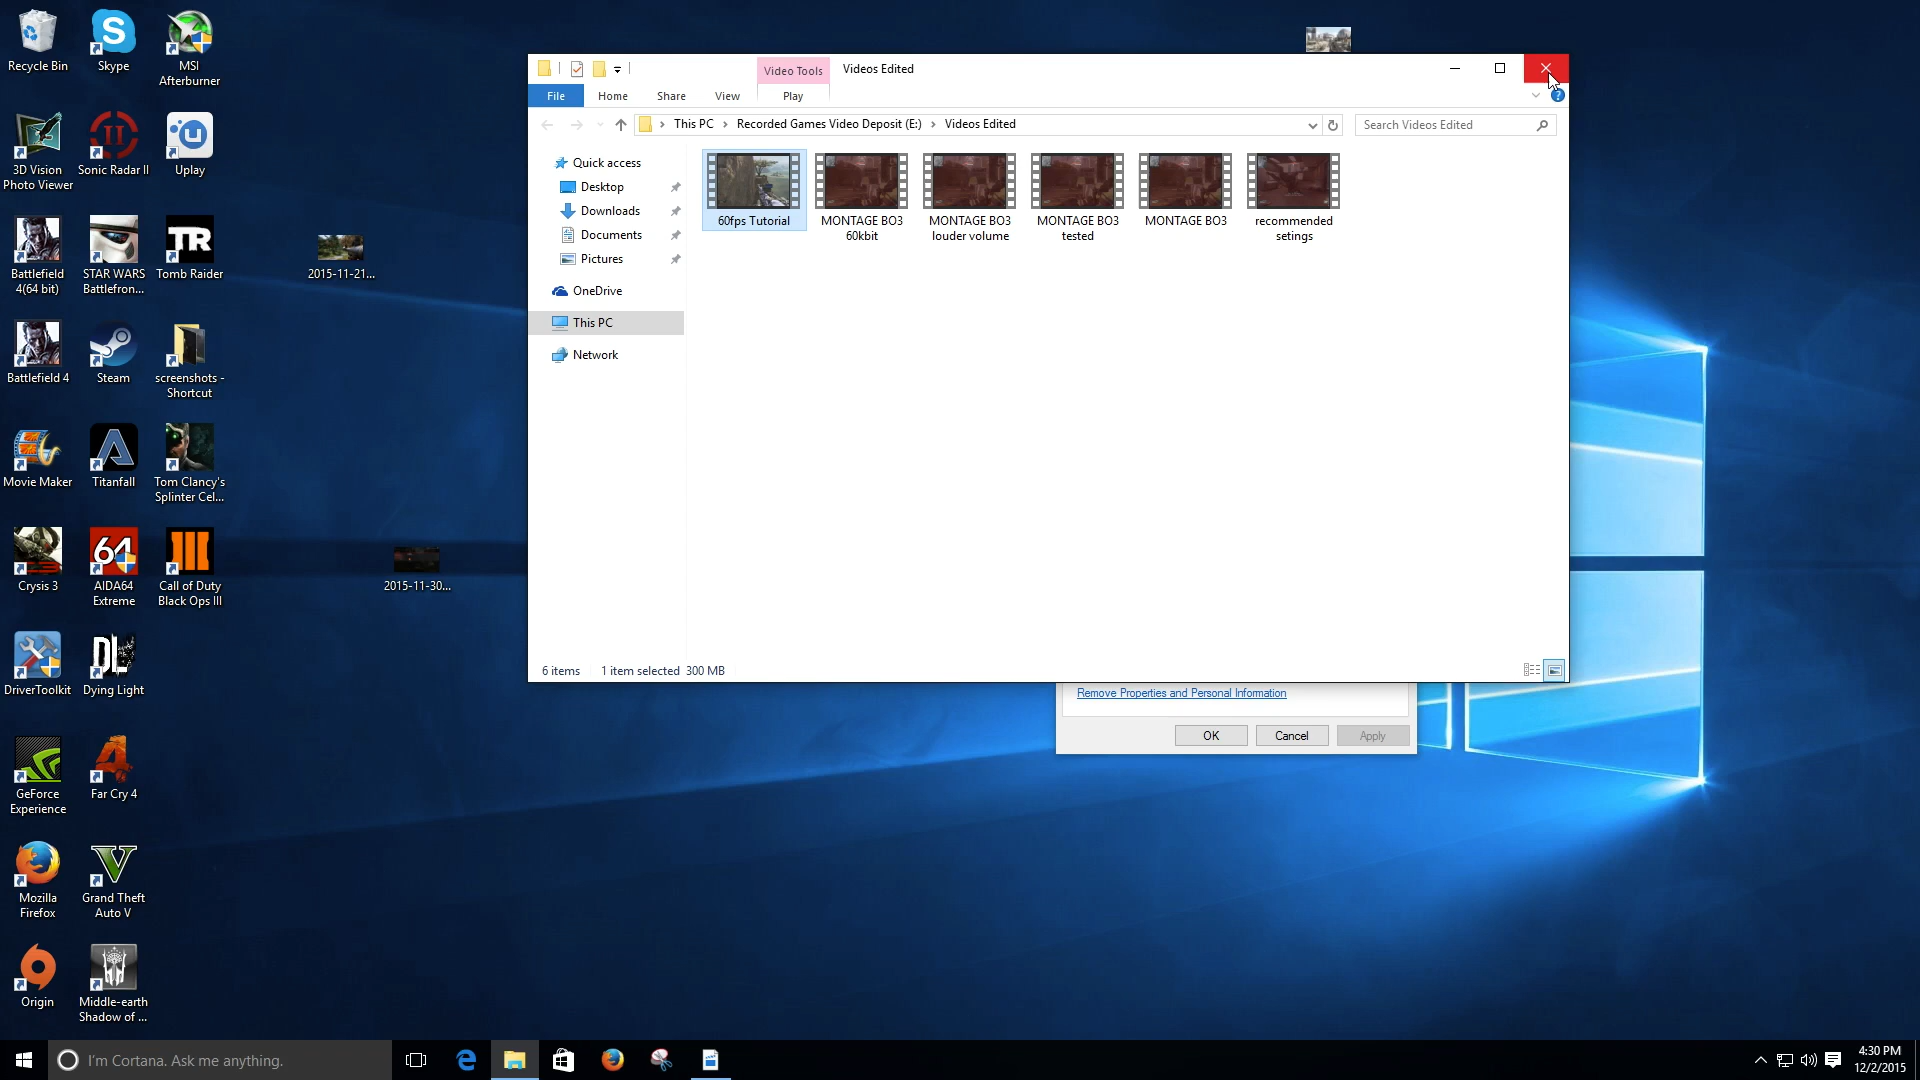 Recycle Bin
Skype
MSI
Afterburner
3D Vision
Photo Viewer
Sonic Radar II
Uplay
Battlefield
4(64 bit)
STAR WARS
Battlefron...
TR
Tomb Raider
Battlefield 4
Steam
screenshots -
Shortcut
Movie Maker
Titanfall
Tom Clancy's
Splinter Cel...
Crysis 3
64
AIDA64
Extreme
Call of Duty
Black Ops III
DriverToolkit
DL
Dying Light
GeForce
Experience
Far Cry 4
Mozilla
Firefox
Grand Theft
Auto V
Origin
Middle-earth
Shadow of ...
2015-11-21...
2015-11-30...
Video Tools
Videos Edited
File
Home
Share
View
Play
This PC > Recorded Games Video Deposit (E:) > Videos Edited
Search Videos Edited
Quick access
Desktop
Downloads
Documents
Pictures
OneDrive
This PC
Network
60fps Tutorial
MONTAGE BO3
60kbit
MONTAGE BO3
louder volume
MONTAGE BO3
tested
MONTAGE BO3
recommended
setings
6 items 1 item selected 300 MB
Remove Properties and Personal Information
OK
Cancel
Apply
I'm Cortana. Ask me anything.
4:30 PM
12/2/2015